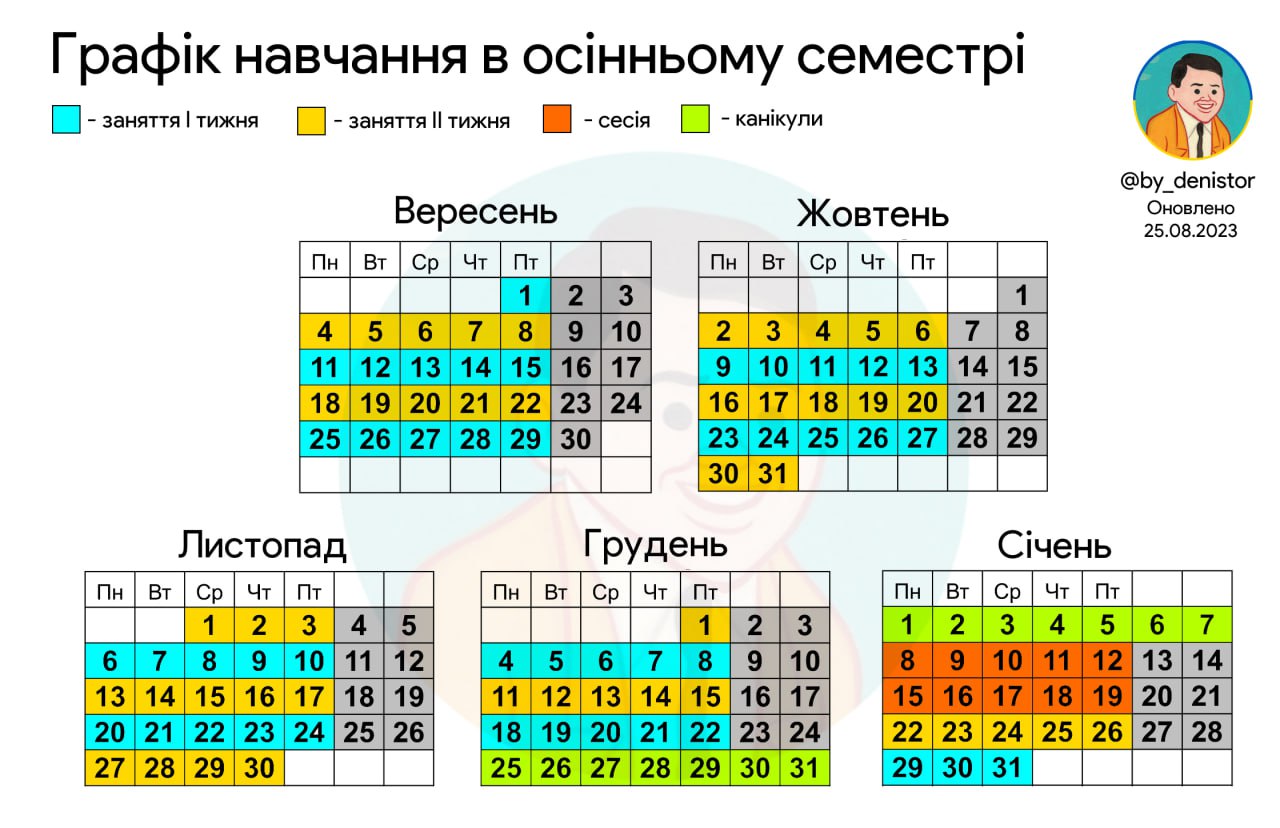 Графік навчання в осінньому семестрі
- заняття I тижня - заняття II тижня - сесія - канікули
@by_denistor
Оновлено
25.08.2023
Вересень
Пн Вт Ср Чт Пт
1 2 3
4 5 6 7 8 9 10
11 12 13 14 15 16 17
18 19 20 21 22 23 24
25 26 27 28 29 30
Жовтень
Пн Вт Ср Чт Пт
1
2 3 4 5 6 7 8
9 10 11 12 13 14 15
16 17 18 19 20 21 22
23 24 25 26 27 28 29
30 31
Листопад
Пн Вт Ср Чт Пт
1 2 3 4 5
6 7 8 9 10 11 12
13 14 15 16 17 18 19
20 21 22 23 24 25 26
27 28 29 30
Грудень
Пн Вт Ср Чт Пт
1 2 3
4 5 6 7 8 9 10
11 12 13 14 15 16 17
18 19 20 21 22 23 24
25 26 27 28 29 30 31
Січень
Пн Вт Ср Чт Пт
1 2 3 4 5 6 7
8 9 10 11 12 13 14
15 16 17 18 19 20 21
22 23 24 25 26 27 28
29 30 31